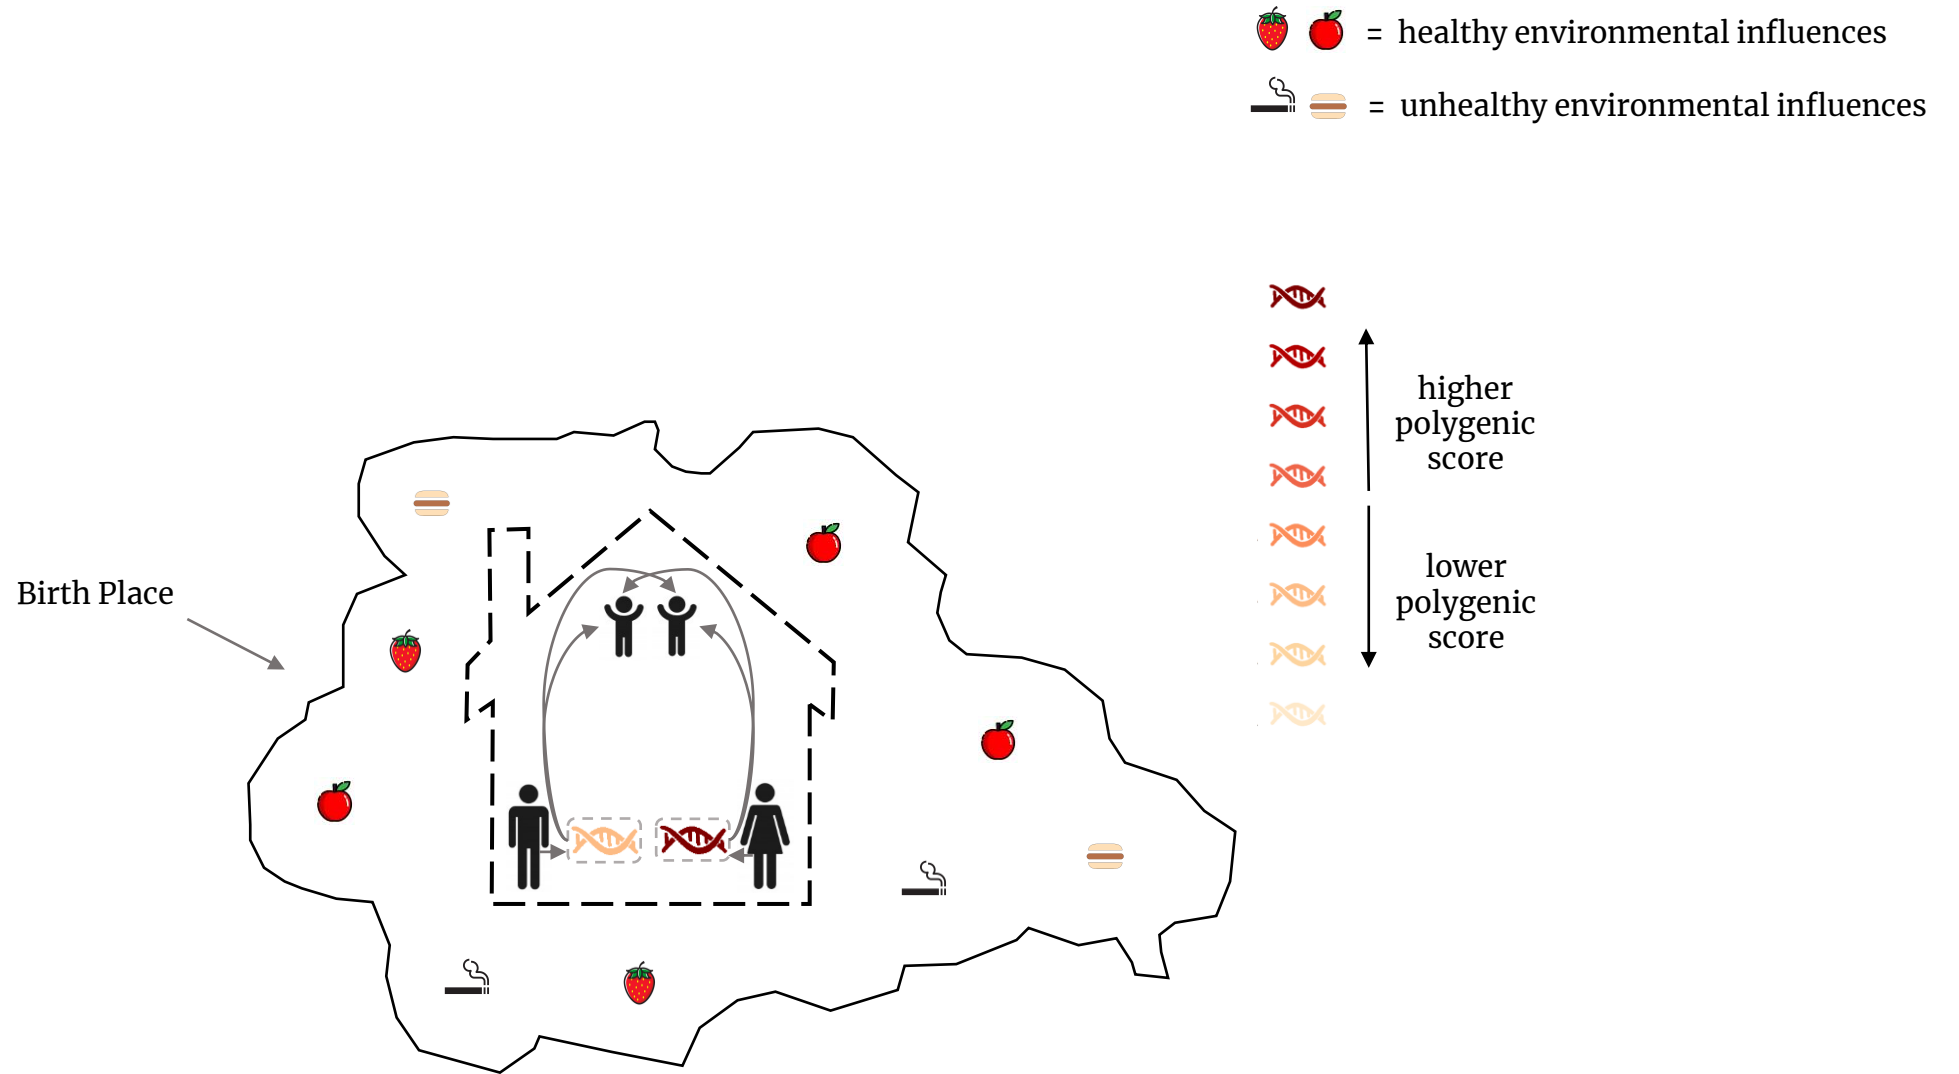 = healthy environmental influences
= unhealthy environmental influences
higher
polygenic
score
lower
polygenic
score
Birth Place